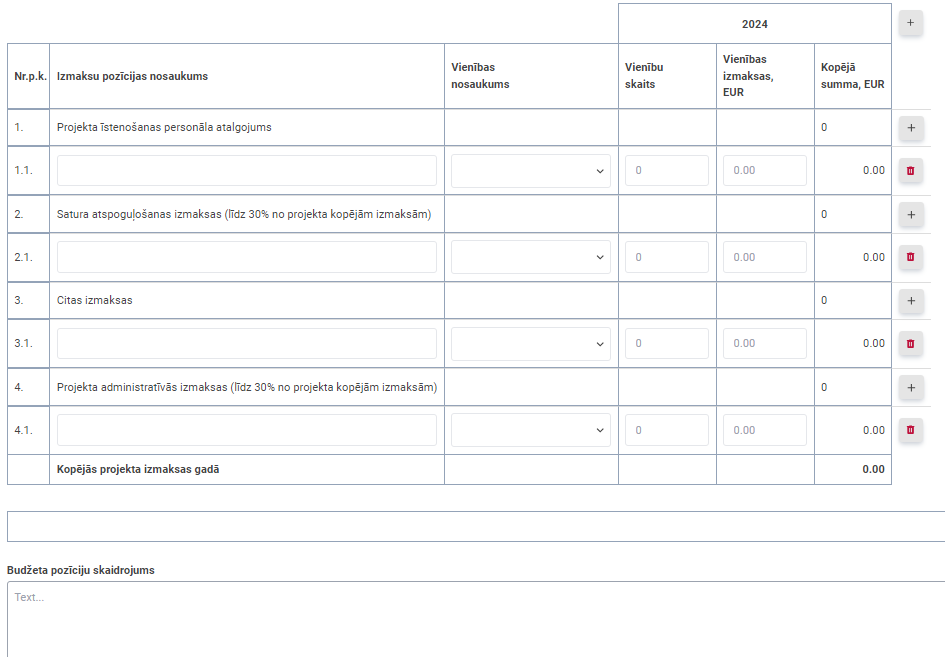 2024
+
Nr.p.k.
Izmaksu pozīcijas nosaukums
Vienības
nosaukums
Vienību
skaits
Vienības
izmaksas,
EUR
Kopējā
summa, EUR
1. Projekta īstenošanas personāla atalgojums 0 +
1.1. 0 0.00 0.00
2. Satura atspoguļošanas izmaksas (līdz 30% no projekta kopējām izmaksām) 0 +
2.1. 0 0.00 0.00
3. Citas izmaksas 0 +
3.1. 0 0.00 0.00
4. Projekta administratīvās izmaksas (līdz 30% no projekta kopējām izmaksām) 0 +
4.1. 0 0.00 0.00
Kopējās projekta izmaksas gadā 0.00
Budžeta pozīciju skaidrojums
Text...